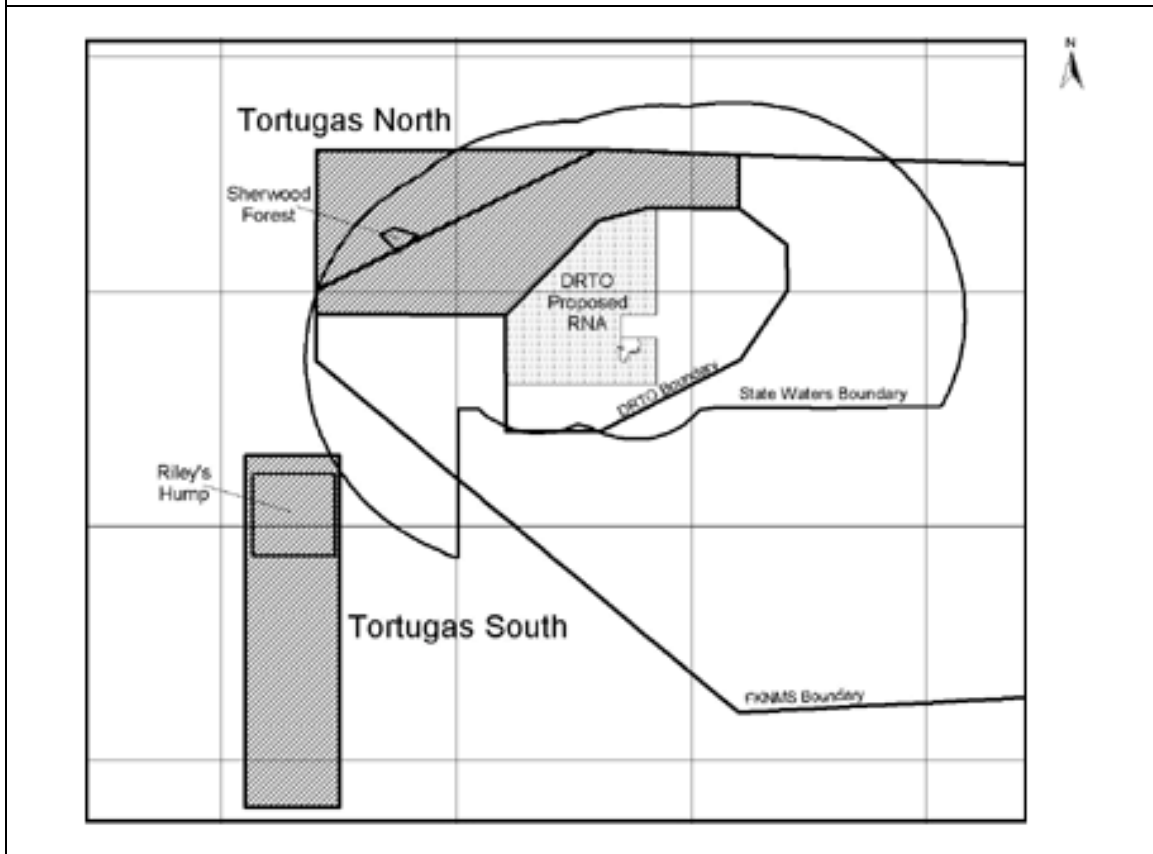 N
Tortugas North
Sherwood
Forest
DRTO
Proposed
RNA
DRTO Boundary
State Waters Boundary
Riley's
Hump
Tortugas South
FKNMS Boundary